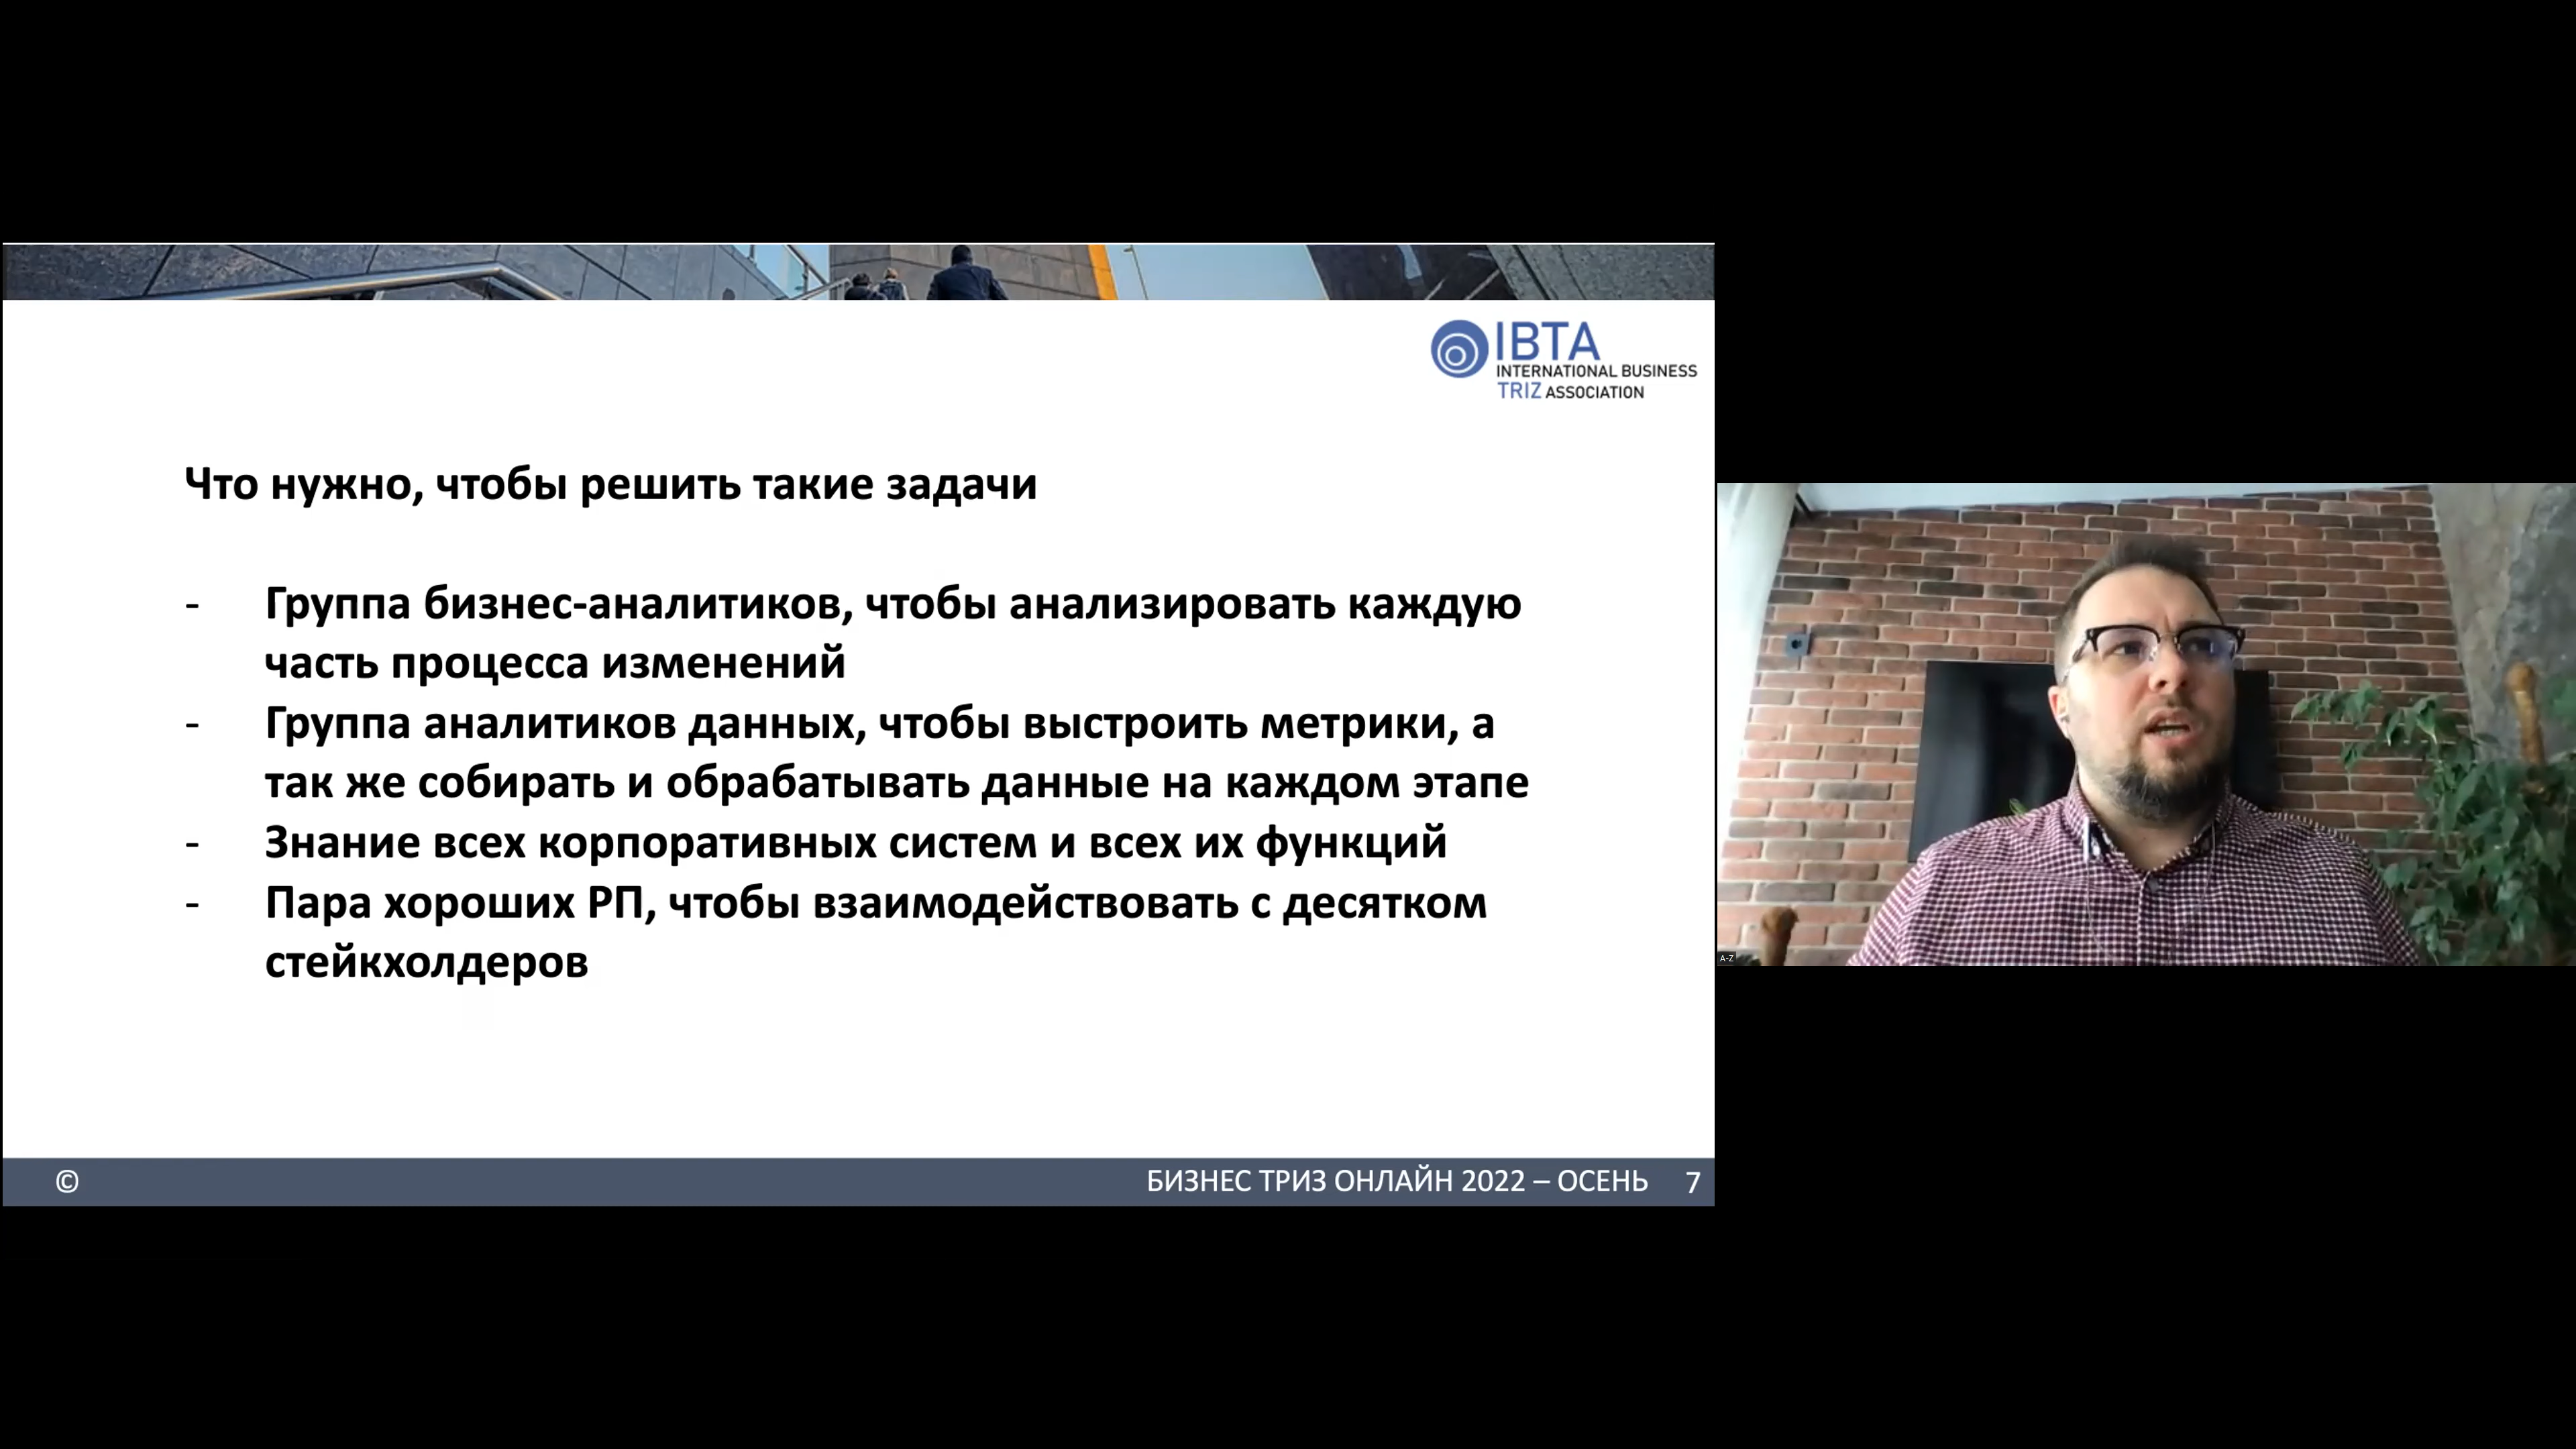 IBTA
INTERNATIONAL BUSINESS
TRIZ ASSOCIATION
Что нужно, чтобы решить такие задачи
- Группа бизнес-аналитиков, чтобы анализировать каждую
часть процесса изменений
- Группа аналитиков данных, чтобы выстроить метрики, а
так же собирать и обрабатывать данные на каждом этапе
- Знание всех корпоративных систем и всех их функций
- Пара хороших РП, чтобы взаимодействовать с десятком
стейкхолдеров
A-Z
© БИЗНЕС ТРИЗ ОНЛАЙН 2022 – ОСЕНЬ 7